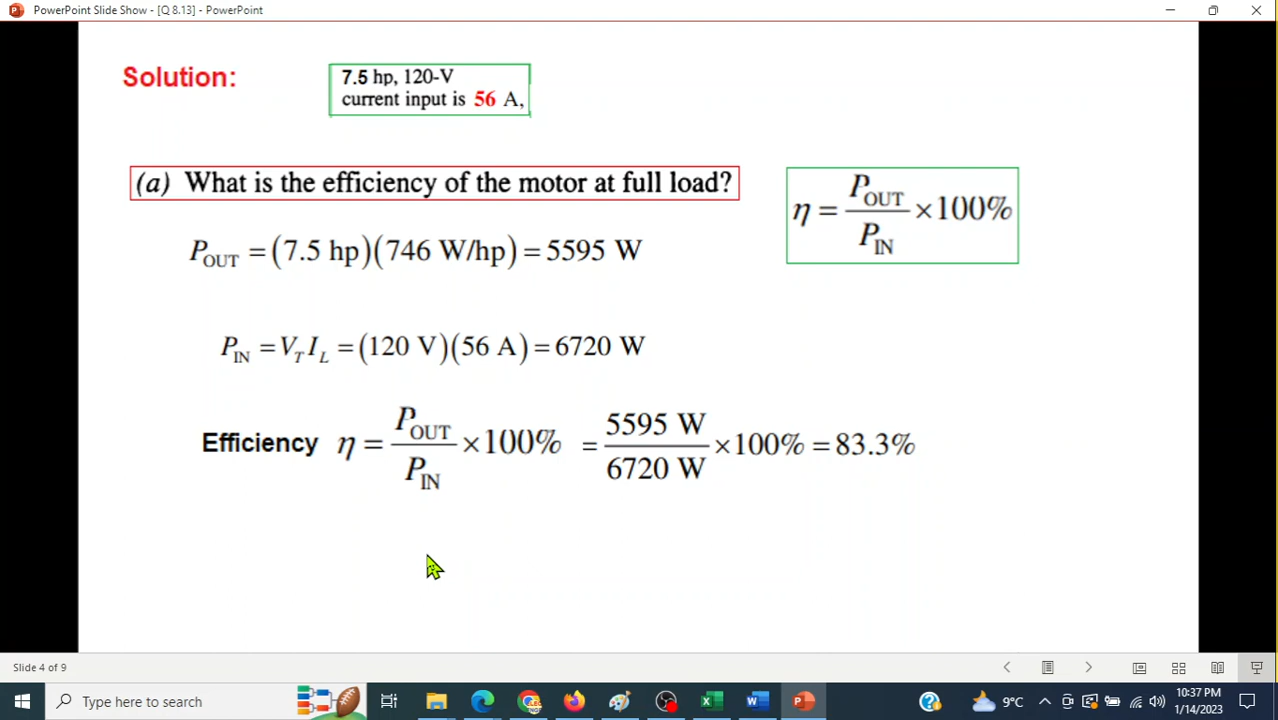 PowerPoint Slide Show - [Q 8.13] - PowerPoint
Solution:
7.5 hp, 120-V
current input is 56 A,
(a) What is the efficiency of the motor at full load?
η = P_OUT / P_IN × 100%
P_OUT = (7.5 hp)(746 W/hp) = 5595 W
P_IN = V_T I_L = (120 V)(56 A) = 6720 W
Efficiency η = P_OUT / P_IN × 100% = 5595 W / 6720 W × 100% = 83.3%
Slide 4 of 9
Type here to search
9°C
10:37 PM
1/14/2023